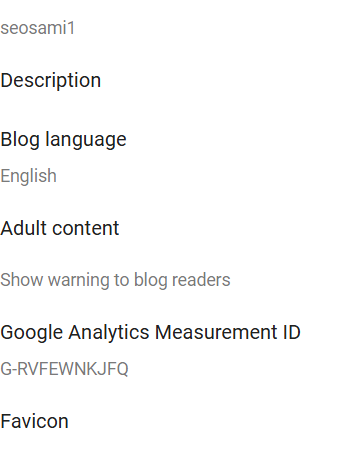 seosami1
Description
Blog language
English
Adult content
Show warning to blog readers
Google Analytics Measurement ID
G-RVFEWNKJFQ
Favicon